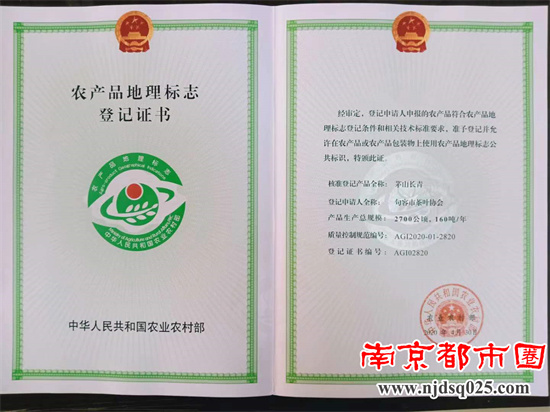 农产品地理标志
登记证书
农产品地理标志
Agro-product Geographical Indications
中华人民共和国农业农村部
中华人民共和国农业农村部
经审定，登记申请人申报的农产品符合农产品地
理标志登记条件和相关技术标准要求，准予登记并允
许在农产品或农产品包装物上使用农产品地理标志公
共标识，特颁此证。
核准登记产品全称：茅山长青
登记申请人全称：句容市茶叶协会
产品生产总规模：2700公顷，160吨/年
质量控制规范编号：AGI2020-01-2820
登记证书编号：AGI02820
南京都市圈
www.njdsq025.com